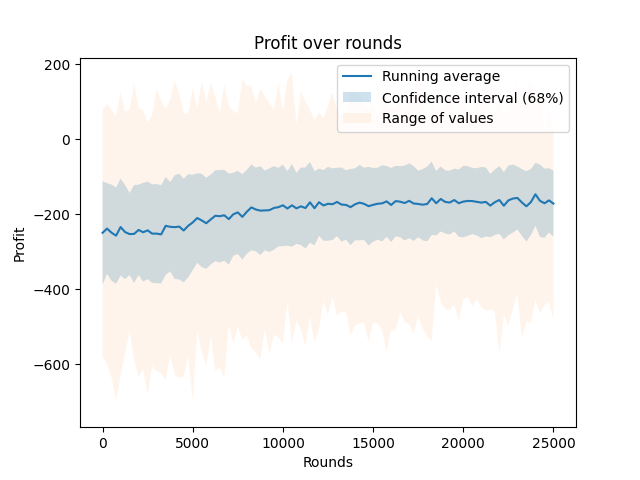 Profit over rounds
Running average
Confidence interval (68%)
Range of values
200
0
−200
−400
−600
Profit
0
5000
10000
15000
20000
25000
Rounds